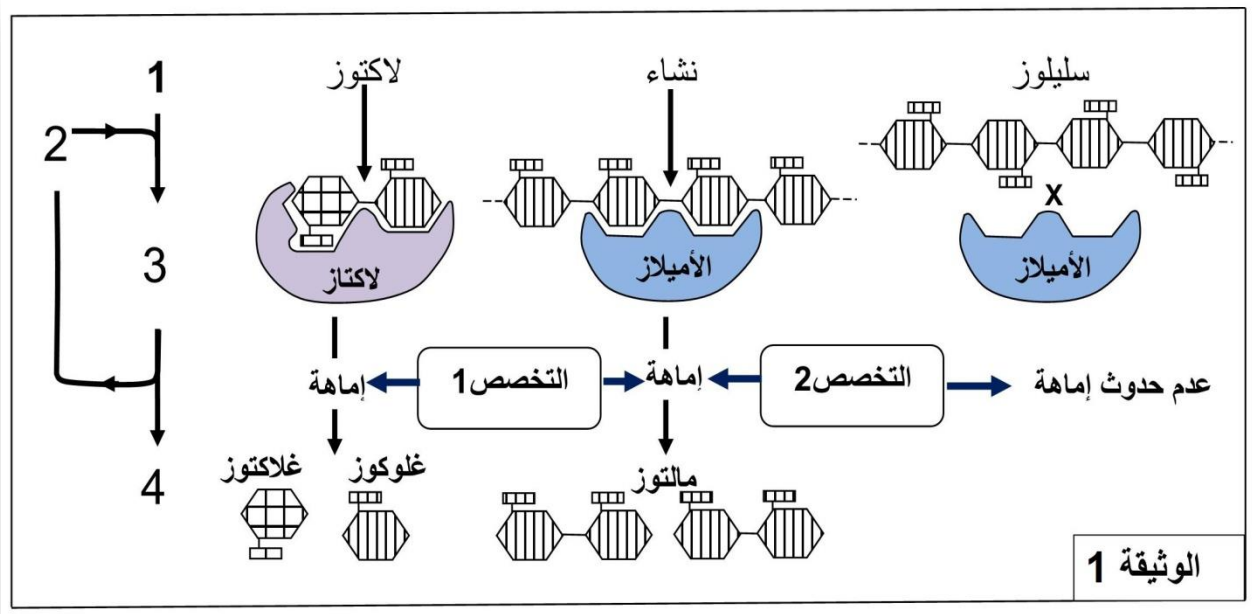 سليلوز
نشاء
لاكتوز
1
2
3
4
X
الأميلاز
الأميلاز
لاكتاز
عدم حدوث إماهة
التخصص2
إماهة
التخصص1
إماهة
مالتوز
غلوكوز
غلاكتوز
الوثيقة 1